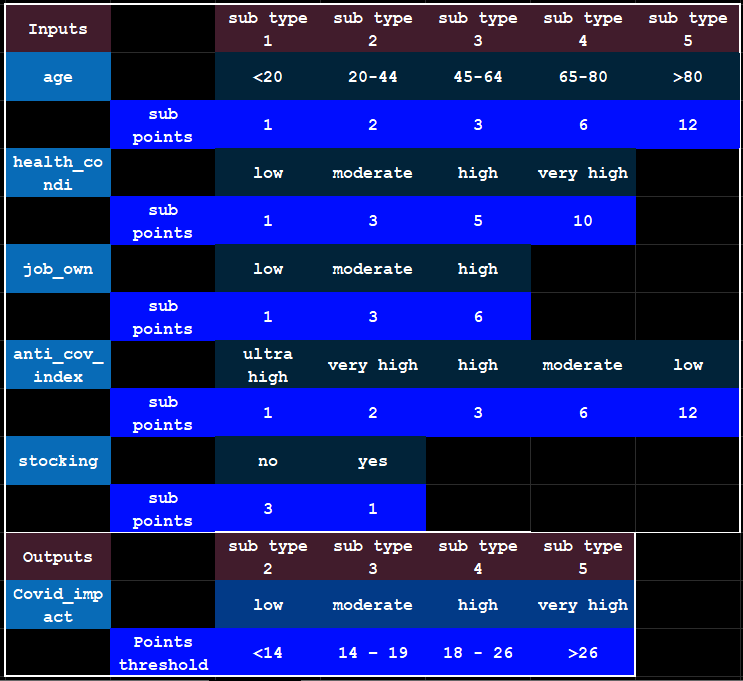 Inputs sub type 1 sub type 2 sub type 3 sub type 4 sub type 5
age <20 20-44 45-64 65-80 >80
sub points 1 2 3 6 12
health_condi low moderate high very high
sub points 1 3 5 10
job_own low moderate high
sub points 1 3 6
anti_cov_index ultra high very high high moderate low
sub points 1 2 3 6 12
stocking no yes
sub points 3 1
Outputs sub type 2 sub type 3 sub type 4 sub type 5
Covid_impact low moderate high very high
Points threshold <14 14 – 19 18 - 26 >26